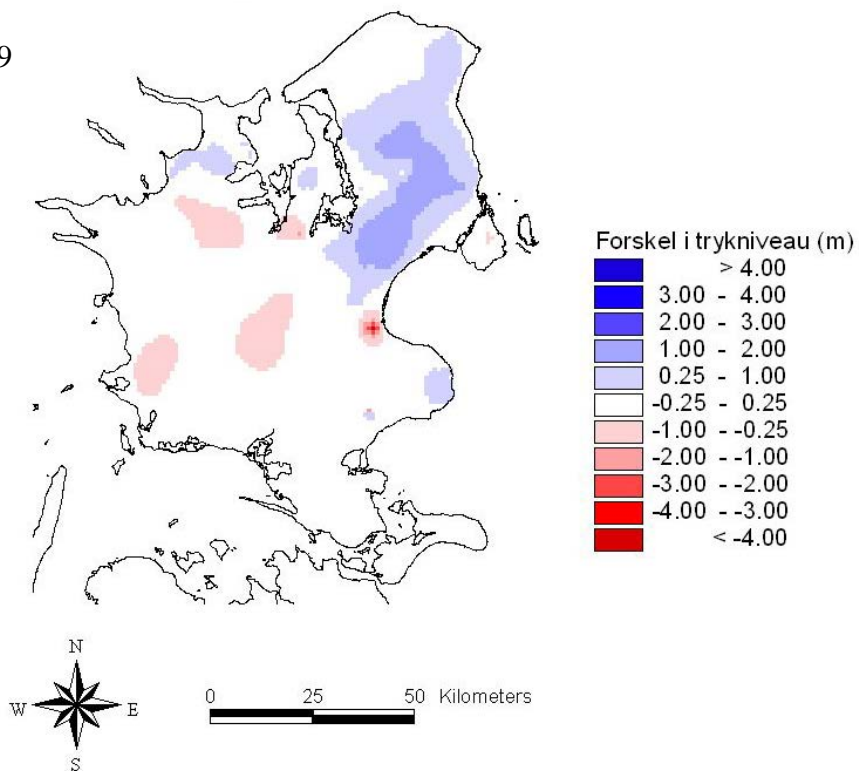 9
Forskel i trykniveau (m)
> 4.00
3.00 - 4.00
2.00 - 3.00
1.00 - 2.00
0.25 - 1.00
-0.25 - 0.25
-1.00 - -0.25
-2.00 - -1.00
-3.00 - -2.00
-4.00 - -3.00
< -4.00
N
W E
S
0 25 50 Kilometers